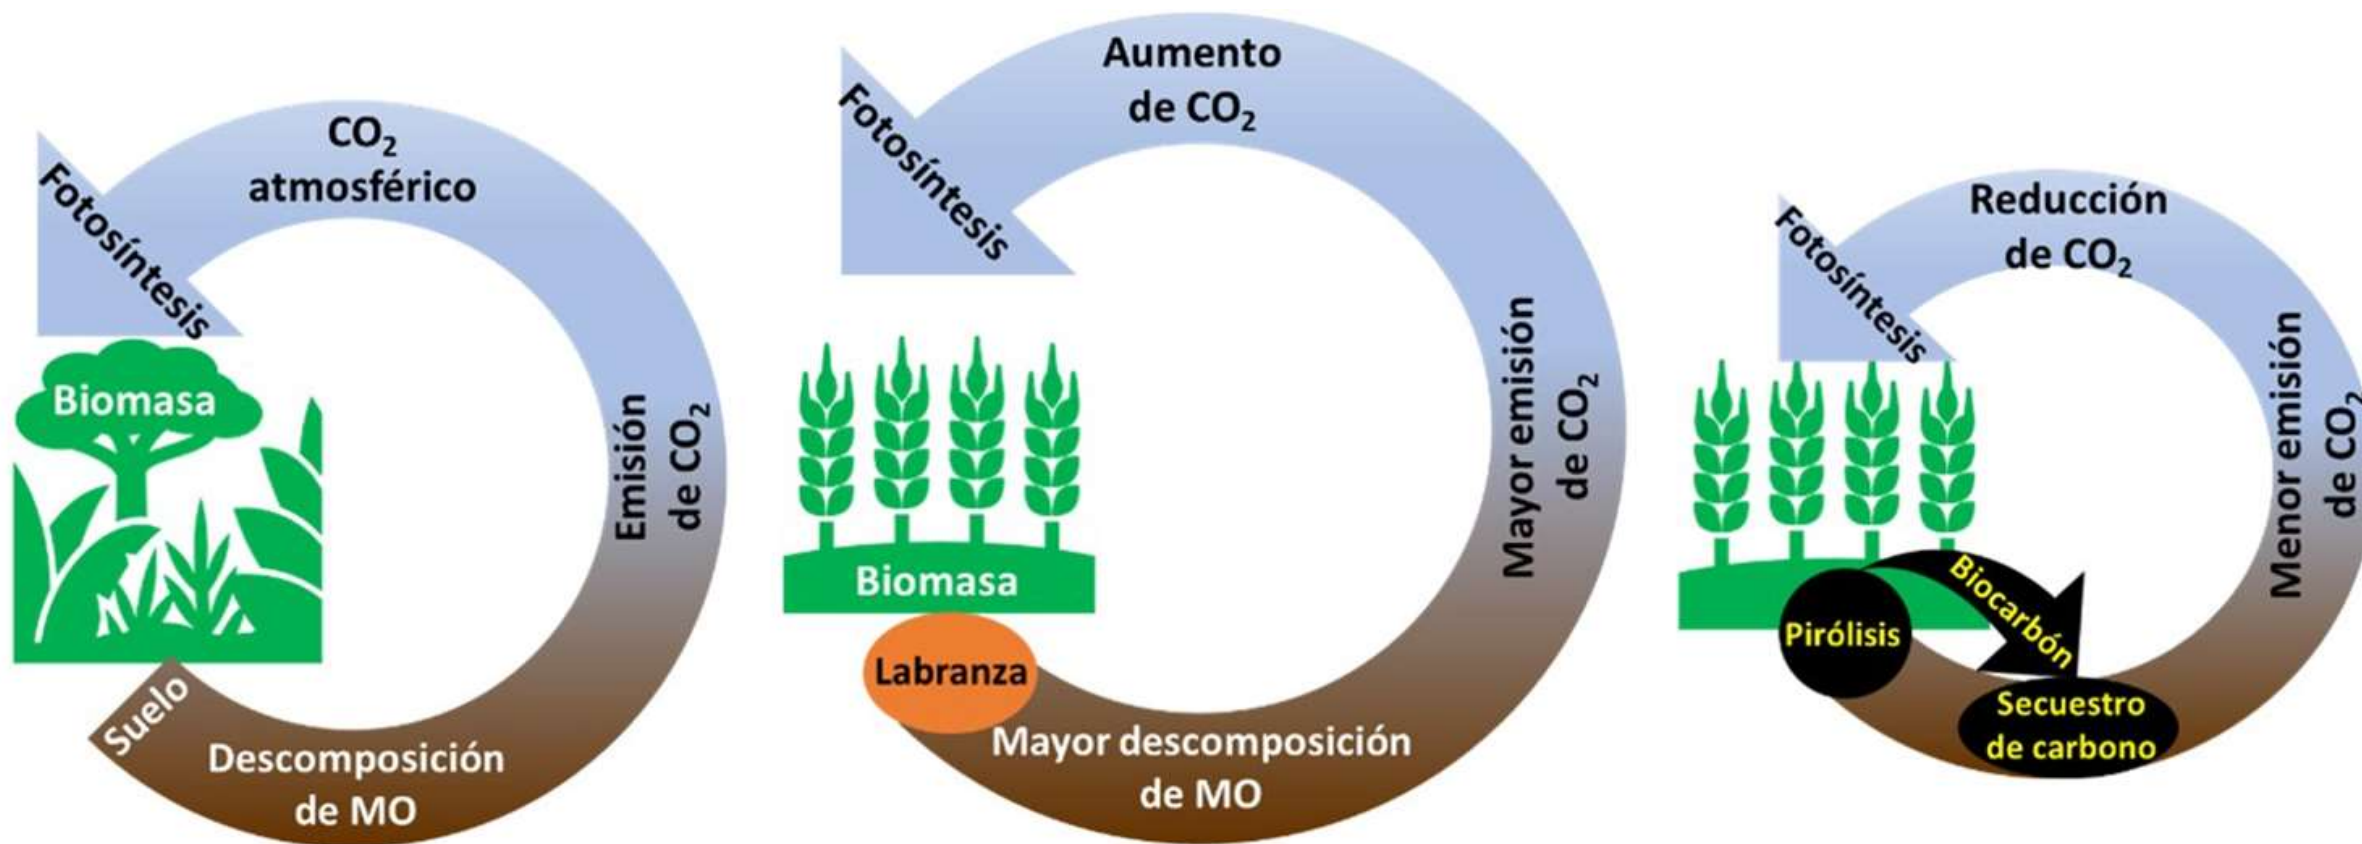 CO₂
atmosférico
Fotosíntesis
Biomasa
Emisión
de CO₂
Suelo
Descomposición
de MO
Aumento
de CO₂
Fotosíntesis
Mayor emisión
de CO₂
Biomasa
Labranza
Mayor descomposición
de MO
Reducción
de CO₂
Fotosíntesis
Menor emisión
de CO₂
Biocarbón
Pirólisis
Secuestro
de carbono